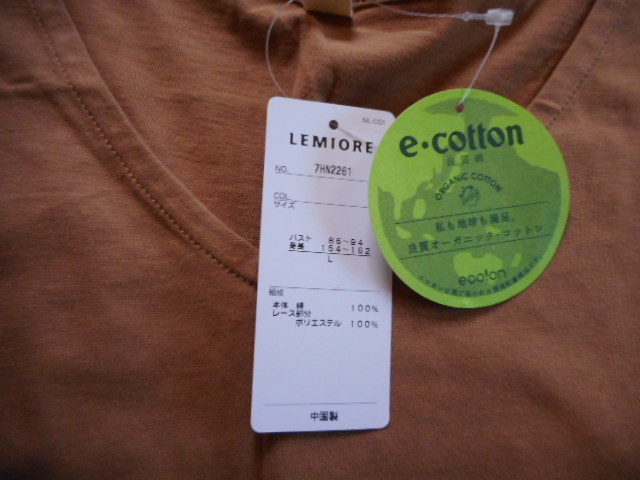 NL-C01
LEMIORE
NO. 7HN2261
COL
サイズ
バスト 86~94
身長 154~162
L
組成
本体 綿 100%
レース部分
ポリエステル 100%
中国製
e・cotton
ORGANIC COTTON
私も地球も満足。
良質オーガニック・コットン
ecoton